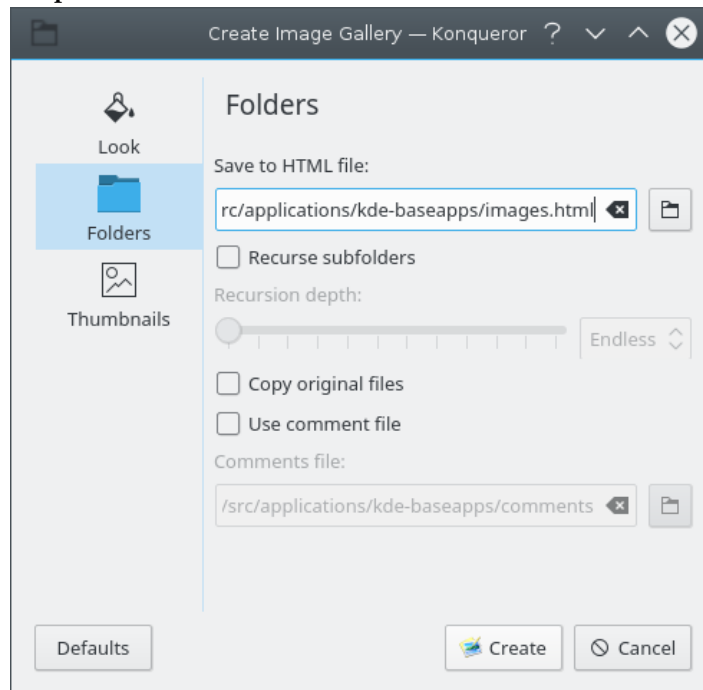 Create Image Gallery — Konqueror
Look
Folders
Thumbnails
Folders
Save to HTML file:
rc/applications/kde-baseapps/images.html
Recurse subfolders
Recursion depth:
Endless
Copy original files
Use comment file
Comments file:
/src/applications/kde-baseapps/comments
Defaults
Create
Cancel